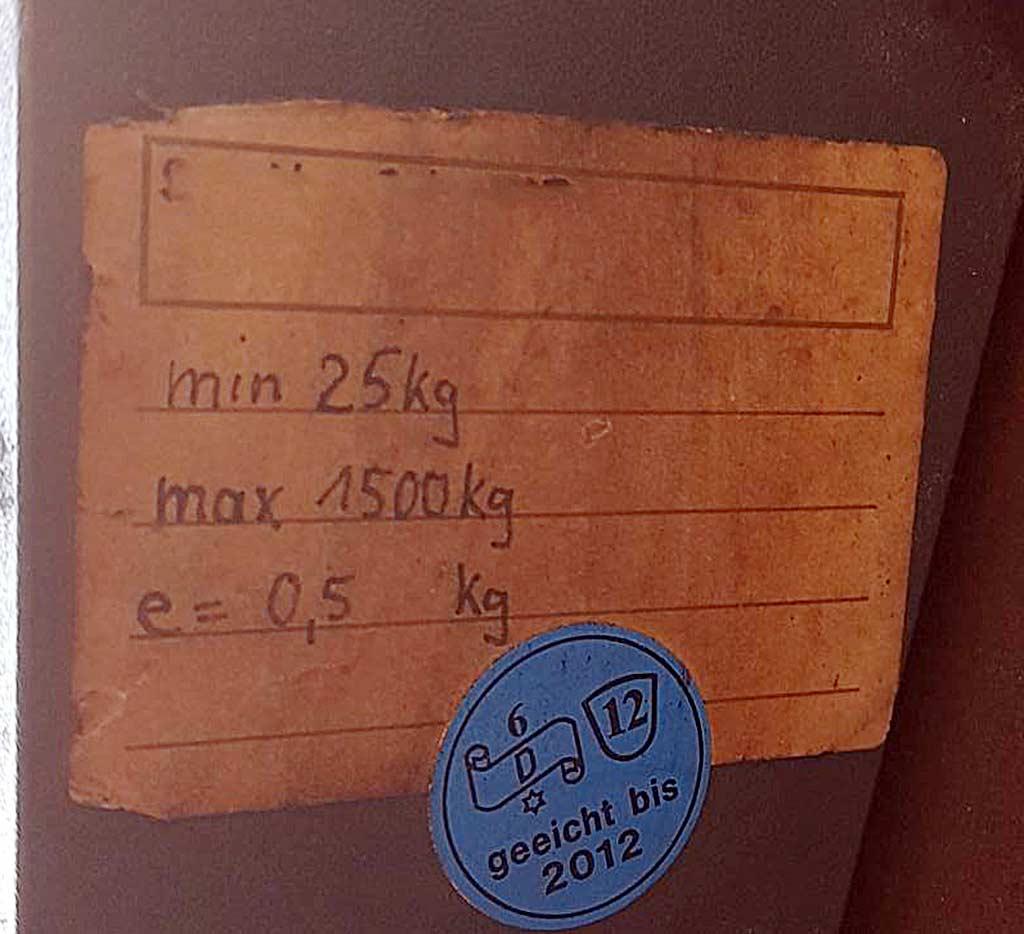 min 25kg
max 1500kg
e = 0,5 kg
6
D
12
geeicht bis
2012